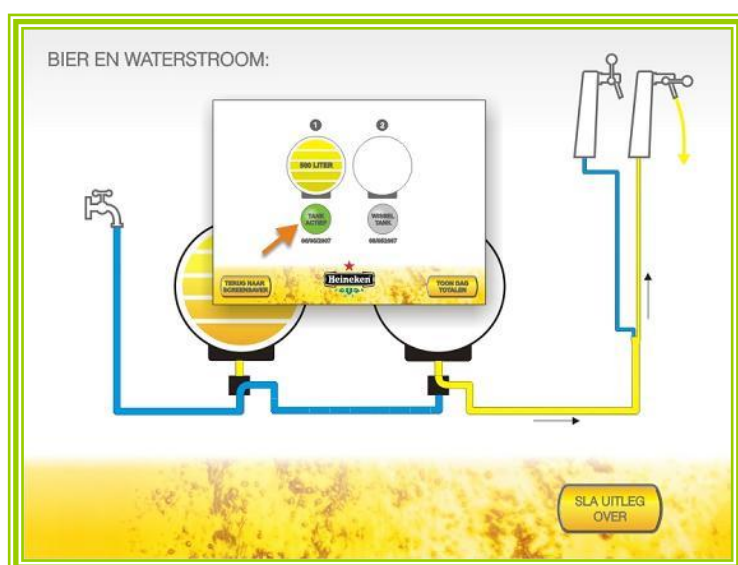 BIER EN WATERSTROOM:
1
2
500 LITER
TANK
ACTIEF
WISSEL
TANK
Heineken
TERUG NAAR
SCREENSAVER
TOON DAG
TOTALEN
SLA UITLEG
OVER